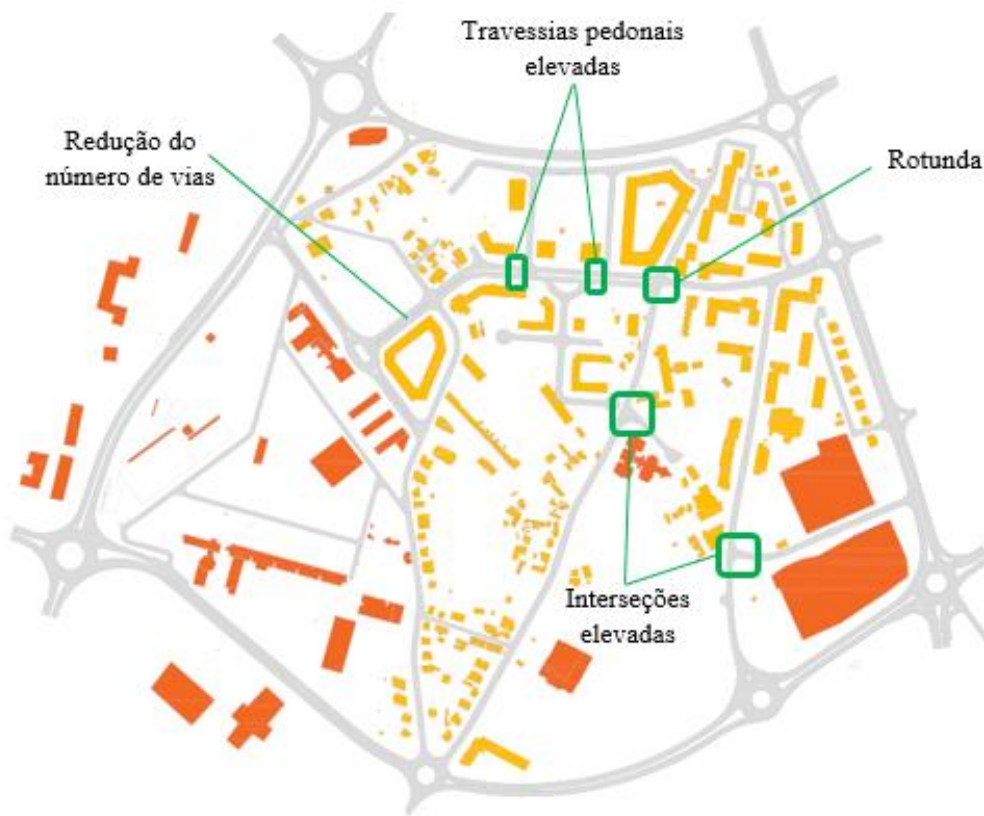 Travessias pedonais
elevadas
Redução do
número de vias
Rotunda
Interseções
elevadas